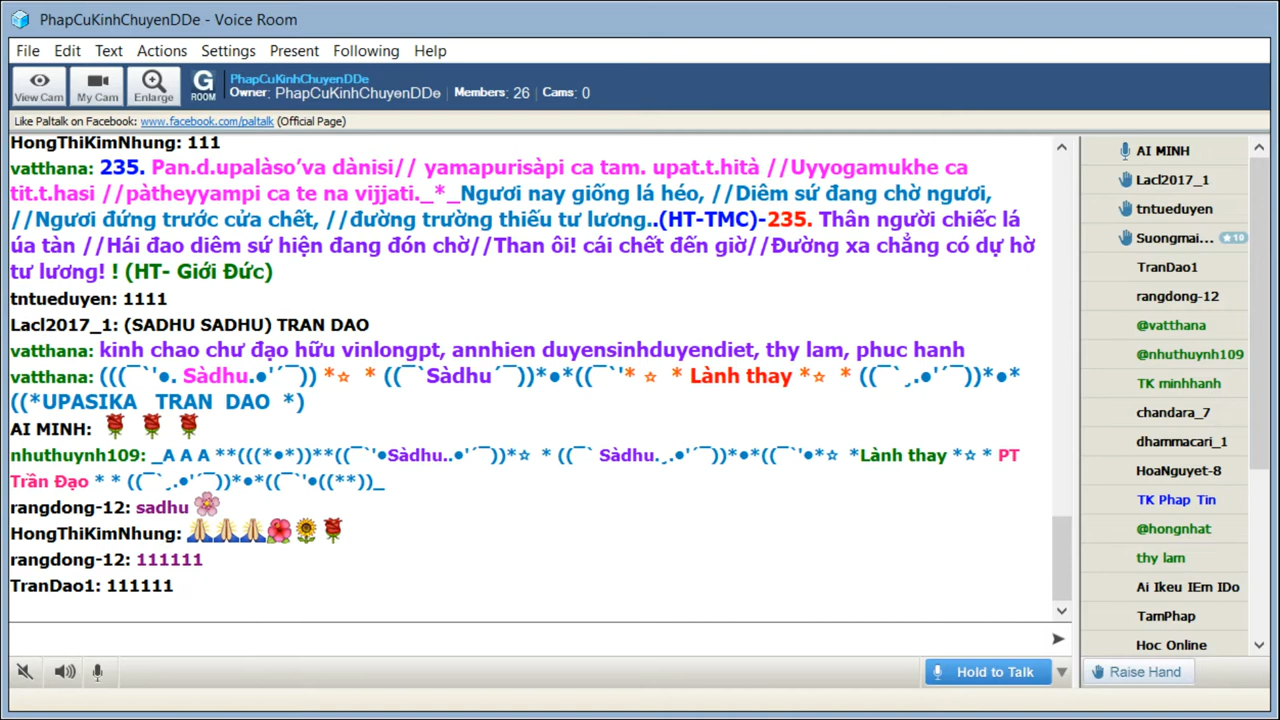 PhapCuKinhChuyenDDe - Voice Room
File Edit Text Actions Settings Present Following Help
View Cam My Cam Enlarge G ROOM
PhapCuKinhChuyenDDe
Owner: PhapCuKinhChuyenDDe Members: 26 Cams: 0
Like Paltalk on Facebook: www.facebook.com/paltalk (Official Page)
HongThiKimNhung: 111
vatthana: 235. Pan.d.upalàso’va dànisi// yamapurisàpi ca tam. upat.t.hità //Uyyogamukhe ca
tit.t.hasi //pàtheyyampi ca te na vijjati._*_Ngươi nay giống lá héo, //Diêm sứ đang chờ ngươi,
//Ngươi đứng trước cửa chết, //đường trường thiếu tư lương..(HT-TMC)-235. Thân người chiếc lá
úa tàn //Hái đao diêm sứ hiện đang đón chờ//Than ôi! cái chết đến giờ//Đường xa chẳng có dự hờ
tư lương! ! (HT- Giới Đức)
tntueduyen: 1111
Lacl2017_1: (SADHU SADHU) TRAN DAO
vatthana: kinh chao chư đạo hữu vinlongpt, annhien duyensinhduyendiet, thy lam, phuc hanh
vatthana: (((¯`'●. Sàdhu.●'´¯)) *☆ * ((¯`Sàdhu´¯))*●*((¯`'* ☆ * Lành thay *☆ * ((¯`¸.●'´¯))*●*
((*UPASIKA TRAN DAO *)
AI MINH: 🌹 🌹 🌹
nhuthuynh109: _A A A **(((*●*))**((¯`'●Sàdhu..●'´¯))*☆ * ((¯` Sàdhu.¸.●'´¯))*●*((¯`'●*☆ *Lành thay *☆ * PT
Trần Đạo * * ((¯`¸.●'´¯))*●*((¯`'●((**))_
rangdong-12: sadhu 🌸
HongThiKimNhung: 🙏🙏🙏🌺🌻🌹
rangdong-12: 111111
TranDao1: 111111
Hold to Talk
AI MINH
Lacl2017_1
tntueduyen
Suongmai... ★10
TranDao1
rangdong-12
@vatthana
@nhuthuynh109
TK minhhanh
chandara_7
dhammacari_1
HoaNguyet-8
TK Phap Tin
@hongnhat
thy lam
Ai Ikeu IEm IDo
TamPhap
Hoc Online
Raise Hand